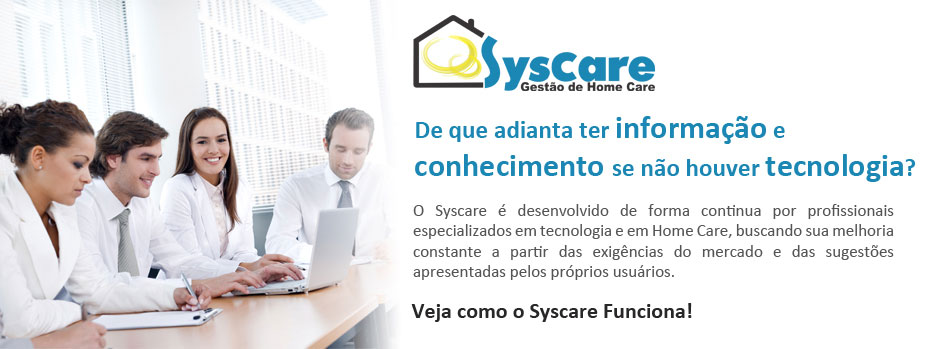 SysCare
Gestão de Home Care
De que adianta ter informação e
conhecimento se não houver tecnologia?
O Syscare é desenvolvido de forma continua por profissionais
especializados em tecnologia e em Home Care, buscando sua melhoria
constante a partir das exigências do mercado e das sugestões
apresentadas pelos próprios usuários.
Veja como o Syscare Funciona!